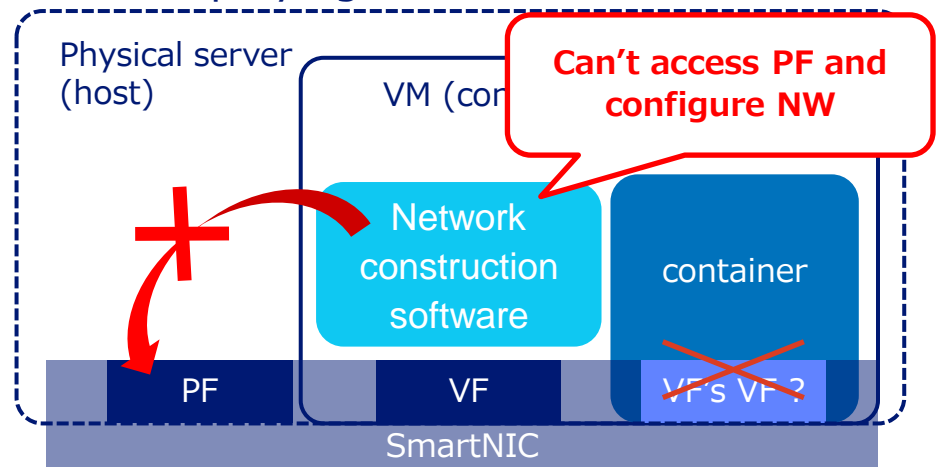 Physical server
(host)
VM (con
Can't access PF and
configure NW
Network
construction
software
container
PF
VF
VF's VF ?
SmartNIC